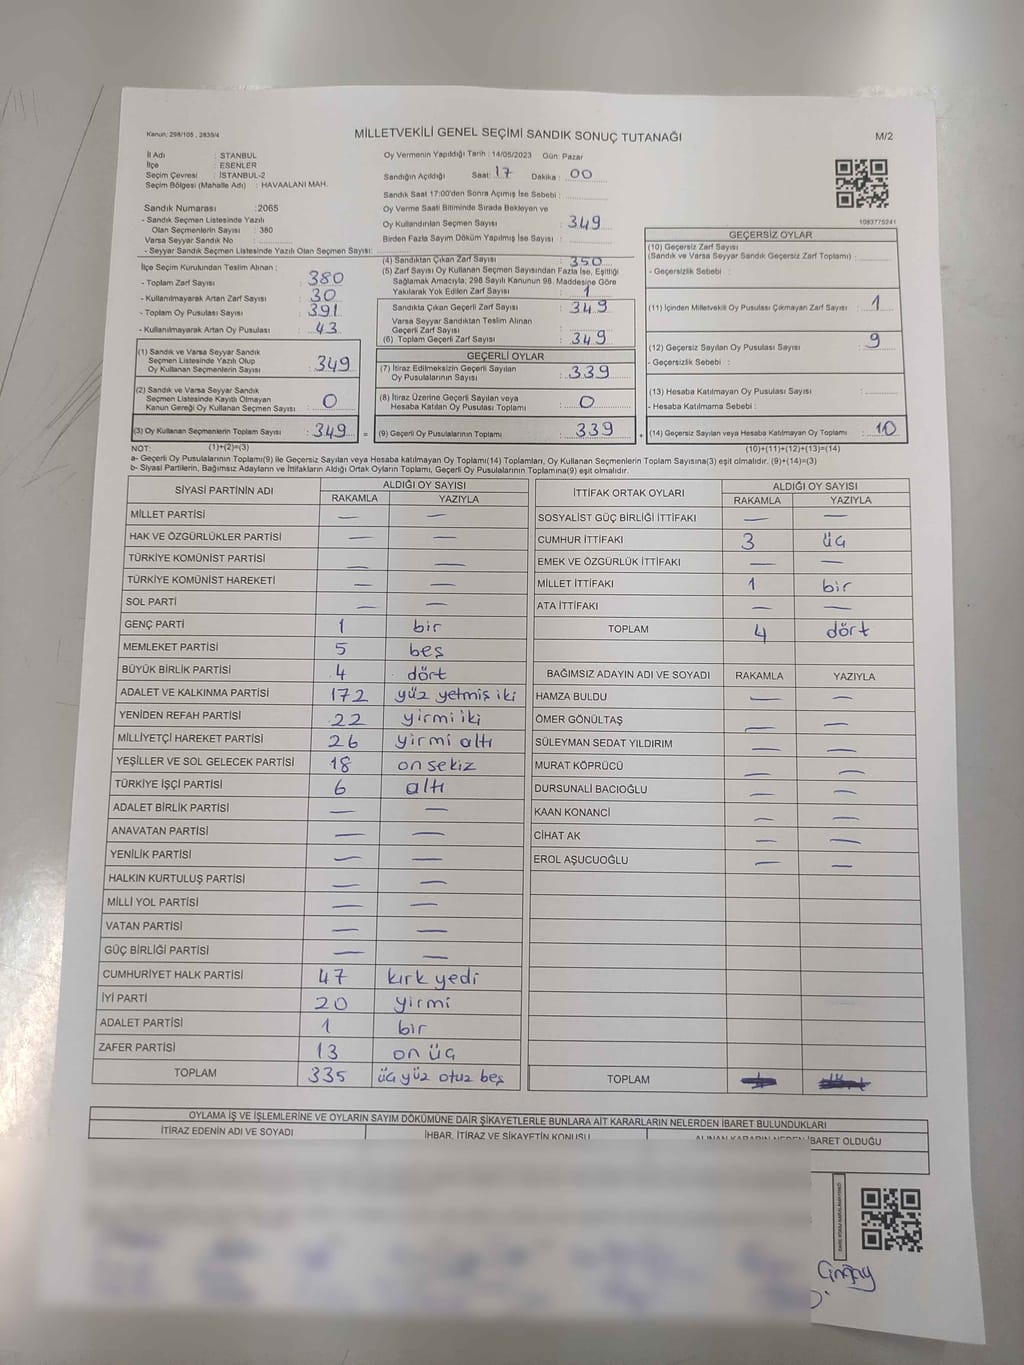 Kanun: 298/105 , 2839/4
MİLLETVEKİLİ GENEL SEÇİMİ SANDIK SONUÇ TUTANAĞI
M/2
İl Adı : STANBUL
İlçe : ESENLER
Seçim Çevresi : İSTANBUL-2
Seçim Bölgesi (Mahalle Adı) : HAVAALANI MAH.
Oy Vermenin Yapıldığı Tarih : 14/05/2023 Gün: Pazar
Sandığın Açıldığı Saat: 17 Dakika : 00
Sandık Saat 17:00'den Sonra Açımış İse Sebebi :
Oy Verme Saati Bitiminde Sırada Bekleyen ve
Oy Kullandırılan Seçmen Sayısı : 349
Birden Fazla Sayım Döküm Yapılmış İse Sayısı :
1083775241
Sandık Numarası :2065
- Sandık Seçmen Listesinde Yazılı
Olan Seçmenlerin Sayısı : 380
Varsa Seyyar Sandık No :
- Seyyar Sandık Seçmen Listesinde Yazılı Olan Seçmen Sayısı:
İlçe Seçim Kurulundan Teslim Alınan :
- Toplam Zarf Sayısı : 380
- Kullanılmayarak Artan Zarf Sayısı : 30
- Toplam Oy Pusulası Sayısı : 391
- Kullanılmayarak Artan Oy Pusulası : 43
(1) Sandık ve Varsa Seyyar Sandık
Seçmen Listesinde Yazılı Olup
Oy Kullanan Seçmenlerin Sayısı : 349
(2) Sandık ve Varsa Seyyar Sandık
Seçmen Listesinde Kayıtlı Olmayan
Kanun Gereği Oy Kullanan Seçmen Sayısı : 0
(3) Oy Kullanan Seçmenlerin Toplam Sayısı : 349 =
(1)+(2)=(3)
(4) Sandıktan Çıkan Zarf Sayısı : 350
(5) Zarf Sayısı Oy Kullanan Seçmen Sayısından Fazla İse, Eşitliği
Sağlamak Amacıyla; 298 Sayılı Kanunun 98. Maddesine Göre
Yakılarak Yok Edilen Zarf Sayısı : 1
Sandıkta Çıkan Geçerli Zarf Sayısı : 349
Varsa Seyyar Sandıktan Teslim Alınan
Geçerli Zarf Sayısı :
(6) Toplam Geçerli Zarf Sayısı : 349
GEÇERLİ OYLAR
(7) İtiraz Edilmeksizin Geçerli Sayılan
Oy Pusulalarının Sayısı : 339
(8) İtiraz Üzerine Geçerli Sayılan veya
Hesaba Katılan Oy Pusulası Toplamı : 0
(9) Geçerli Oy Pusulalarının Toplamı : 339 +
GEÇERSİZ OYLAR
(10) Geçersiz Zarf Sayısı
(Sandık ve Varsa Seyyar Sandık Geçersiz Zarf Toplamı) :
- Geçersizlik Sebebi :
(11) İçinden Milletvekili Oy Pusulası Çıkmayan Zarf Sayısı : 1
(12) Geçersiz Sayılan Oy Pusulası Sayısı : 9
- Geçersizlik Sebebi :
(13) Hesaba Katılmayan Oy Pusulası Sayısı :
- Hesaba Katılmama Sebebi :
(14) Geçersiz Sayılan veya Hesaba Katılmayan Oy Toplamı : 10
(10)+(11)+(12)+(13)=(14)
NOT:
a- Geçerli Oy Pusulalarının Toplamı(9) ile Geçersiz Sayılan veya Hesaba katılmayan Oy Toplamı(14) Toplamları, Oy Kullanan Seçmenlerin Toplam Sayısına(3) eşit olmalıdır. (9)+(14)=(3)
b- Siyasi Partilerin, Bağımsız Adayların ve İttifakların Aldığı Ortak Oyların Toplamı, Geçerli Oy Pusulalarının Toplamına(9) eşit olmalıdır.
SİYASİ PARTİNİN ADI
ALDIĞI OY SAYISI
RAKAMLA YAZIYLA
MİLLET PARTİSİ — —
HAK VE ÖZGÜRLÜKLER PARTİSİ — —
TÜRKİYE KOMÜNİST PARTİSİ — —
TÜRKİYE KOMÜNİST HAREKETİ — —
SOL PARTİ — —
GENÇ PARTİ 1 bir
MEMLEKET PARTİSİ 5 beş
BÜYÜK BİRLİK PARTİSİ 4 dört
ADALET VE KALKINMA PARTİSİ 172 yüz yetmiş iki
YENİDEN REFAH PARTİSİ 22 yirmi iki
MİLLİYETÇİ HAREKET PARTİSİ 26 yirmi altı
YEŞİLLER VE SOL GELECEK PARTİSİ 18 on sekiz
TÜRKİYE İŞÇİ PARTİSİ 6 altı
ADALET BİRLİK PARTİSİ — —
ANAVATAN PARTİSİ — —
YENİLİK PARTİSİ — —
HALKIN KURTULUŞ PARTİSİ — —
MİLLİ YOL PARTİSİ — —
VATAN PARTİSİ — —
GÜÇ BİRLİĞİ PARTİSİ — —
CUMHURİYET HALK PARTİSİ 47 kırk yedi
İYİ PARTİ 20 yirmi
ADALET PARTİSİ 1 bir
ZAFER PARTİSİ 13 on üç
TOPLAM 335 üç yüz otuz beş
İTTİFAK ORTAK OYLARI
ALDIĞI OY SAYISI
RAKAMLA YAZIYLA
SOSYALİST GÜÇ BİRLİĞİ İTTİFAKI — —
CUMHUR İTTİFAKI 3 üç
EMEK VE ÖZGÜRLÜK İTTİFAKI — —
MİLLET İTTİFAKI 1 bir
ATA İTTİFAKI — —
TOPLAM 4 dört
BAĞIMSIZ ADAYIN ADI VE SOYADI RAKAMLA YAZIYLA
HAMZA BULDU — —
ÖMER GÖNÜLTAŞ — —
SÜLEYMAN SEDAT YILDIRIM — —
MURAT KÖPRÜCÜ — —
DURSUNALİ BACIOĞLU — —
KAAN KONANCİ — —
CİHAT AK — —
EROL AŞUCUOĞLU — —
TOPLAM
OYLAMA İŞ VE İŞLEMLERİNE VE OYLARIN SAYIM DÖKÜMÜNE DAİR ŞİKAYETLERLE BUNLARA AİT KARARLARIN NELERDEN İBARET BULUNDUKLARI
İTİRAZ EDENİN ADI VE SOYADI
İHBAR, İTİRAZ VE ŞİKAYETİN KONUSU
ALINAN KARARIN NEDEN İBARET OLDUĞU